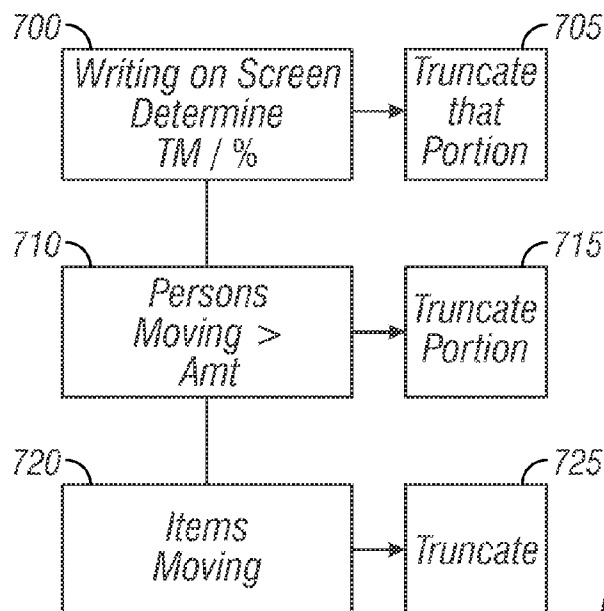 700
705
Writing on Screen
Determine
TM / %
Truncate
that
Portion
710
715
Persons
Moving >
Amt
Truncate
Portion
720
725
Items
Moving
Truncate